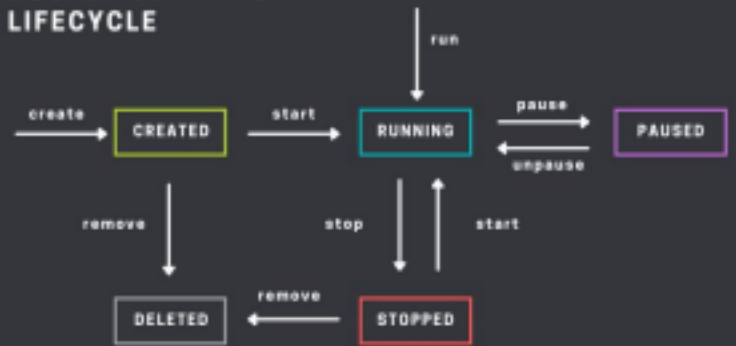 LIFECYCLE
run
create
start
pause
CREATED
RUNNING
PAUSED
unpause
remove
stop
start
remove
DELETED
STOPPED